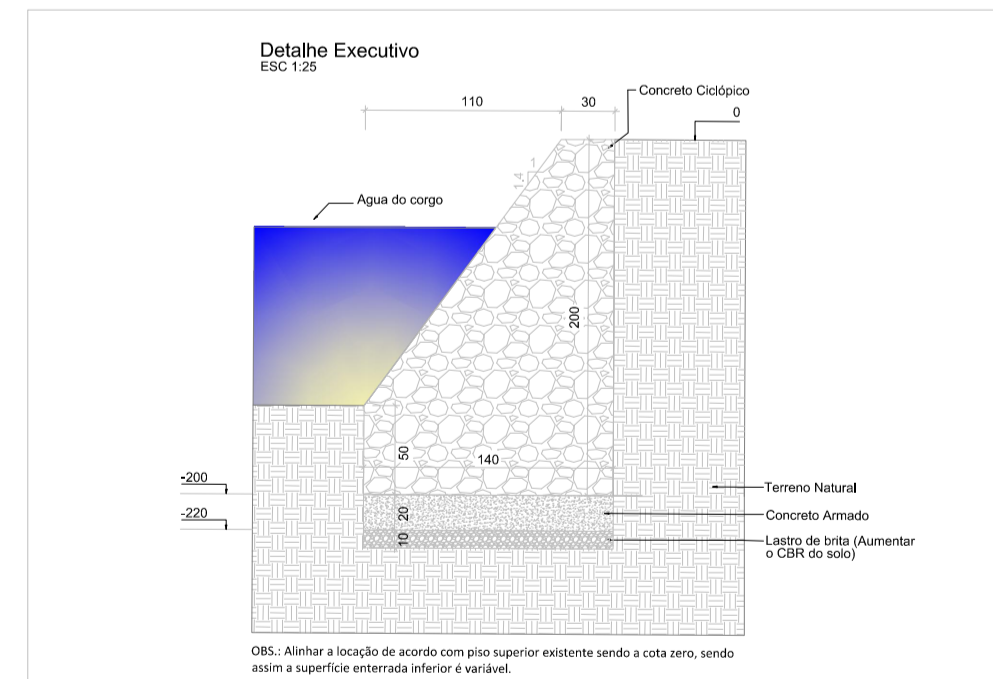 Detalhe Executivo
ESC 1:25
Concreto Ciclópico
110
30
0
1
1.4
Agua do corgo
200
50
140
-200
Terreno Natural
-220
20
Concreto Armado
10
Lastro de brita (Aumentar
o CBR do solo)
OBS.: Alinhar a locação de acordo com piso superior existente sendo a cota zero, sendo
assim a superfície enterrada inferior é variável.